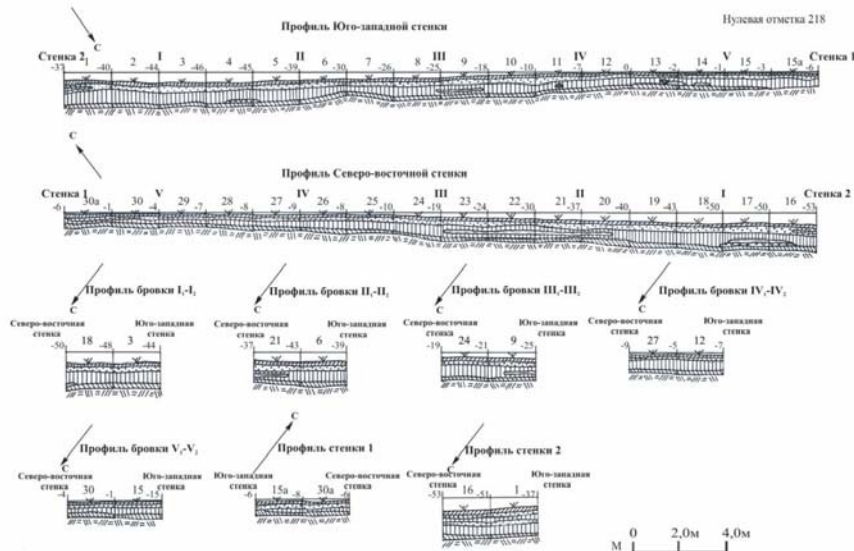 Профиль Юго-западной стенки
Нулевая отметка 218
С
Стенка 2 I II III IV V Стенка 1
-37 -40 -44 -46 -45 -39 -30 -26 -25 -18 -10 -7 0 -2 -1 -3 -6
1 2 3 4 5 6 7 8 9 10 11 12 13 14 15 15а
С
Профиль Северо-восточной стенки
Стенка 1 V IV III II I Стенка 2
-6 -1 -4 -7 -8 -9 -8 -10 -19 -24 -30 -37 -40 -43 -50 -50 -53
30а 30 29 28 27 26 25 24 23 22 21 20 19 18 17 16
Профиль бровки I₁-I₂
Профиль бровки II₁-II₂
Профиль бровки III₁-III₂
Профиль бровки IV₁-IV₂
С С С С
Северо-восточная стенка Юго-западная стенка
-50 18 -48 3 -44
Северо-восточная стенка Юго-западная стенка
-37 21 -43 6 -39
Северо-восточная стенка Юго-западная стенка
-19 24 -21 9 -25
Северо-восточная стенка Юго-западная стенка
-9 27 -5 12 -7
Профиль бровки V₁-V₂
С
Северо-восточная стенка Юго-западная стенка
-4 30 -1 15 -15
С
Профиль стенки 1
Юго-западная стенка Северо-восточная стенка
-6 15а -8 30а -6
Профиль стенки 2
С
Северо-восточная стенка Юго-западная стенка
-53 16 -51 1 -37
М 0 2,0м 4,0м